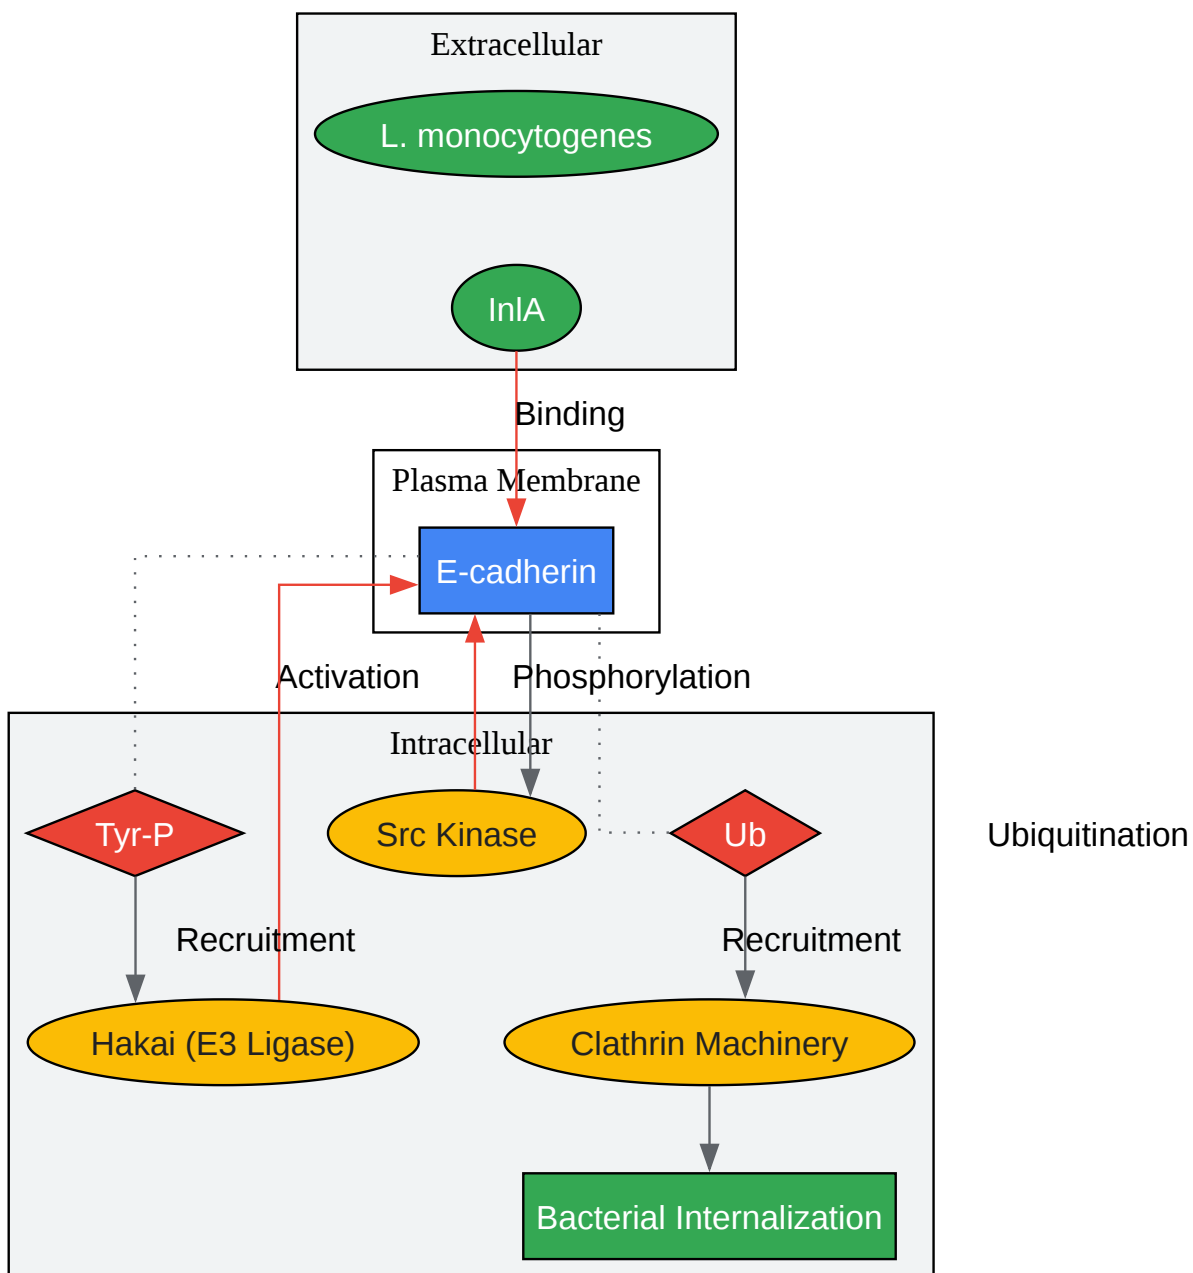 Extracellular
L. monocytogenes
InlA
Binding
Plasma Membrane
E-cadherin
Activation
Phosphorylation
Intracellular
Tyr-P
Src Kinase
Ub
Ubiquitination
Recruitment
Recruitment
Hakai (E3 Ligase)
Clathrin Machinery
Bacterial Internalization